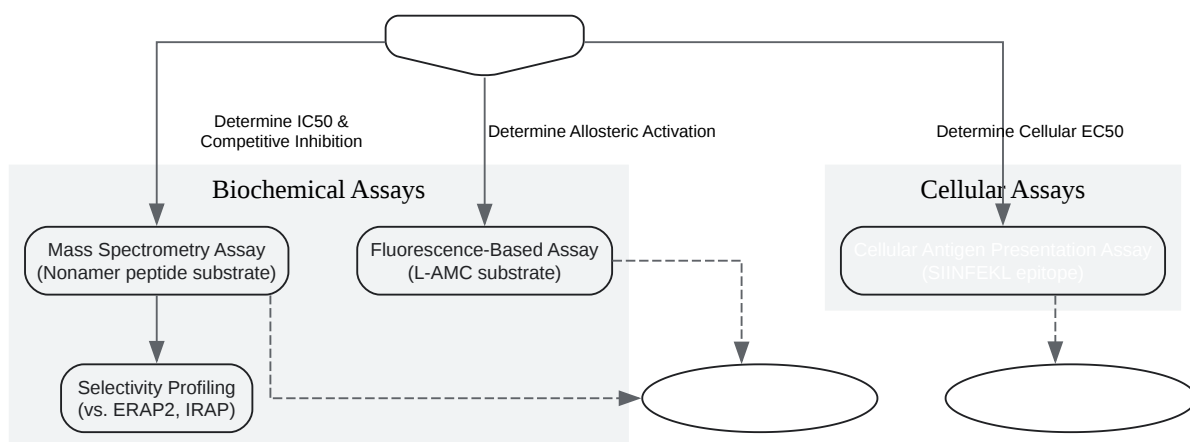 Determine IC50 &
Competitive Inhibition
Determine Allosteric Activation
Determine Cellular EC50
Biochemical Assays
Cellular Assays
Mass Spectrometry Assay
(Nonamer peptide substrate)
Fluorescence-Based Assay
(L-AMC substrate)
Cellular Antigen Presentation Assay
(SIINFEKL epitope)
Selectivity Profiling
(vs. ERAP2, IRAP)